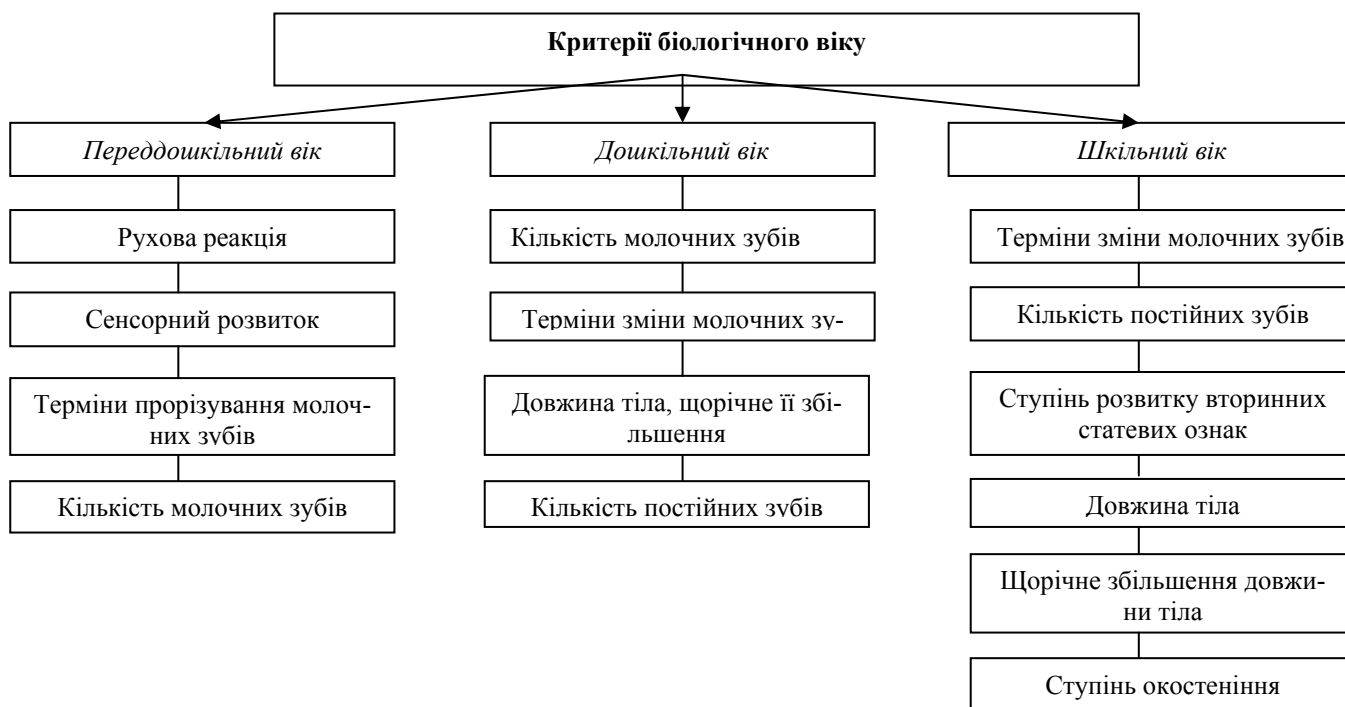 Критерії біологічного віку
Переддошкільний вік
Рухова реакція
Сенсорний розвиток
Терміни прорізування молоч-
них зубів
Кількість молочних зубів
Дошкільний вік
Кількість молочних зубів
Терміни зміни молочних зу-
Довжина тіла, щорічне її збі-
льшення
Кількість постійних зубів
Шкільний вік
Терміни зміни молочних зубів
Кількість постійних зубів
Ступінь розвитку вторинних
статевих ознак
Довжина тіла
Щорічне збільшення довжи-
ни тіла
Ступінь окостеніння